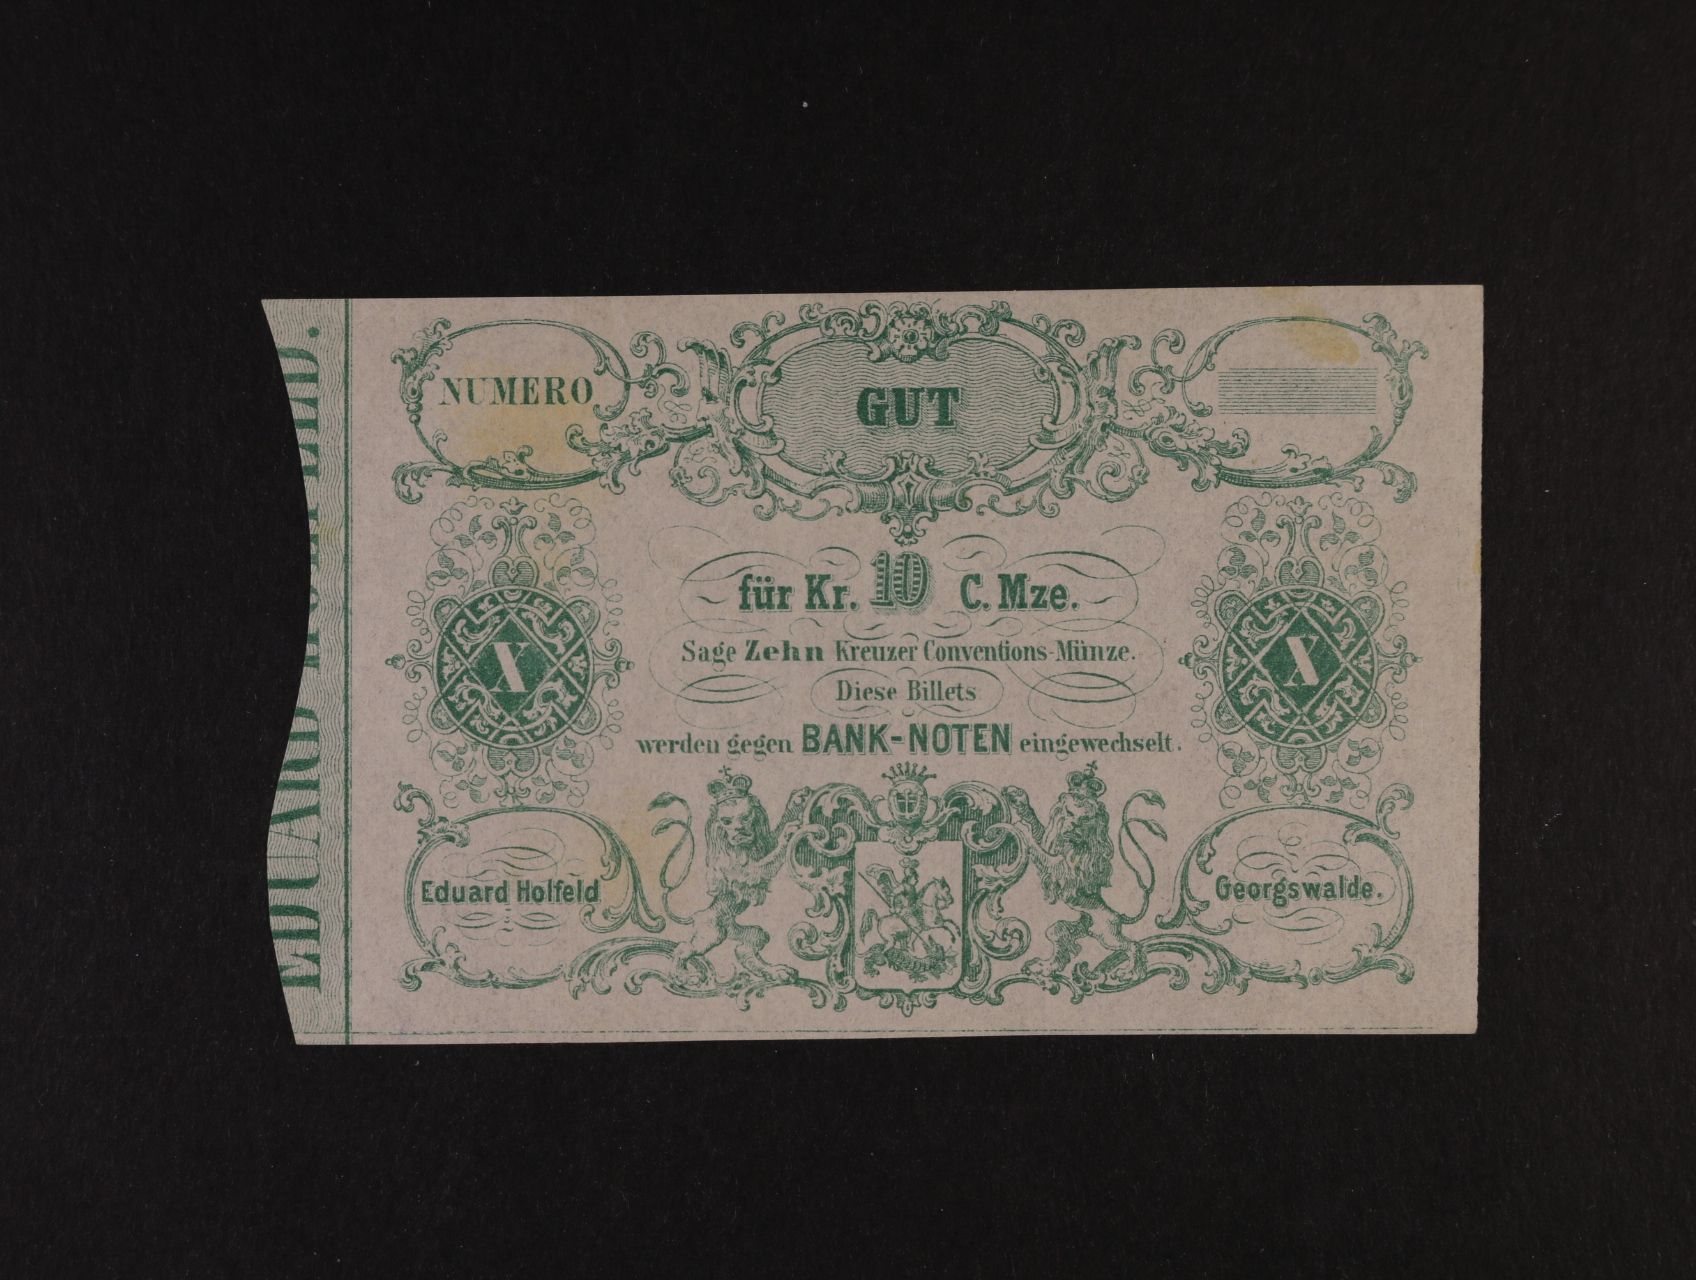 NUMERO
GUT
für Kr. 10 C. Mze.
Sage Zehn Kreuzer Conventions-Münze.
Diese Billets
werden gegen BANK-NOTEN eingewechselt.
X
X
Eduard Holfeld
Georgswalde.
EDUARD HOLFELD.